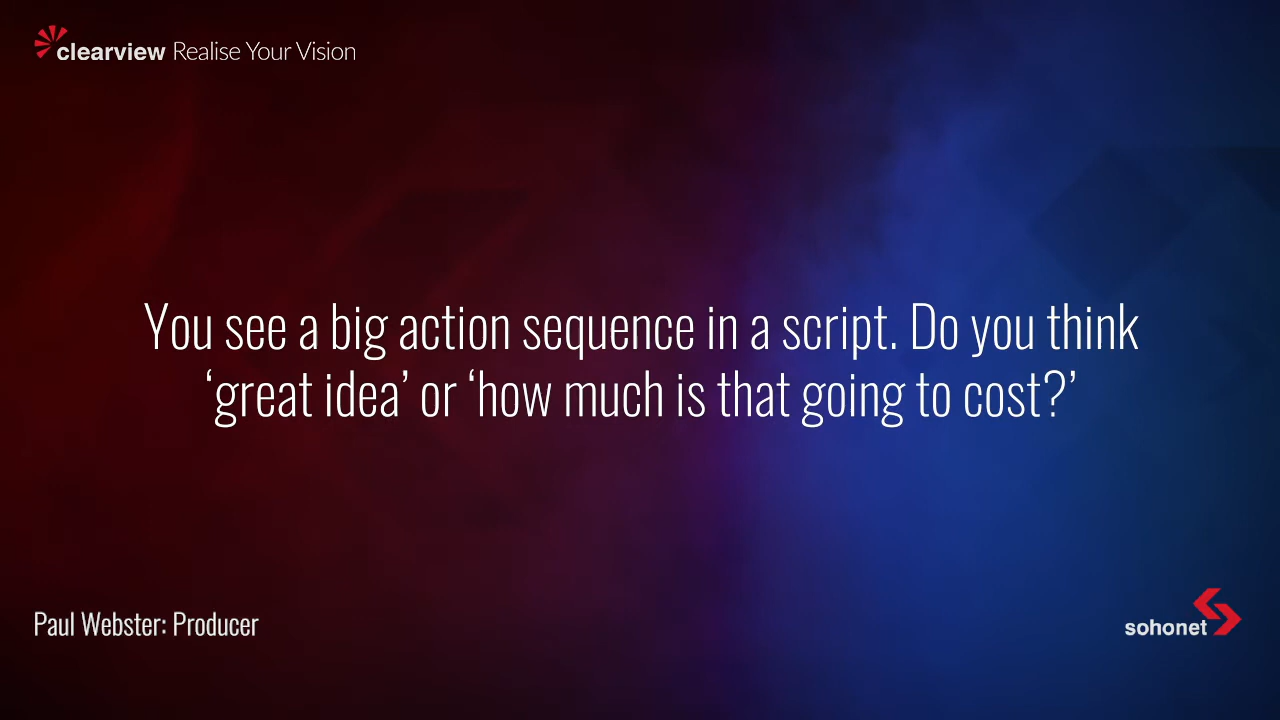 clearview Realise Your Vision
You see a big action sequence in a script. Do you think
‘great idea’ or ‘how much is that going to cost?’
Paul Webster: Producer
sohonet